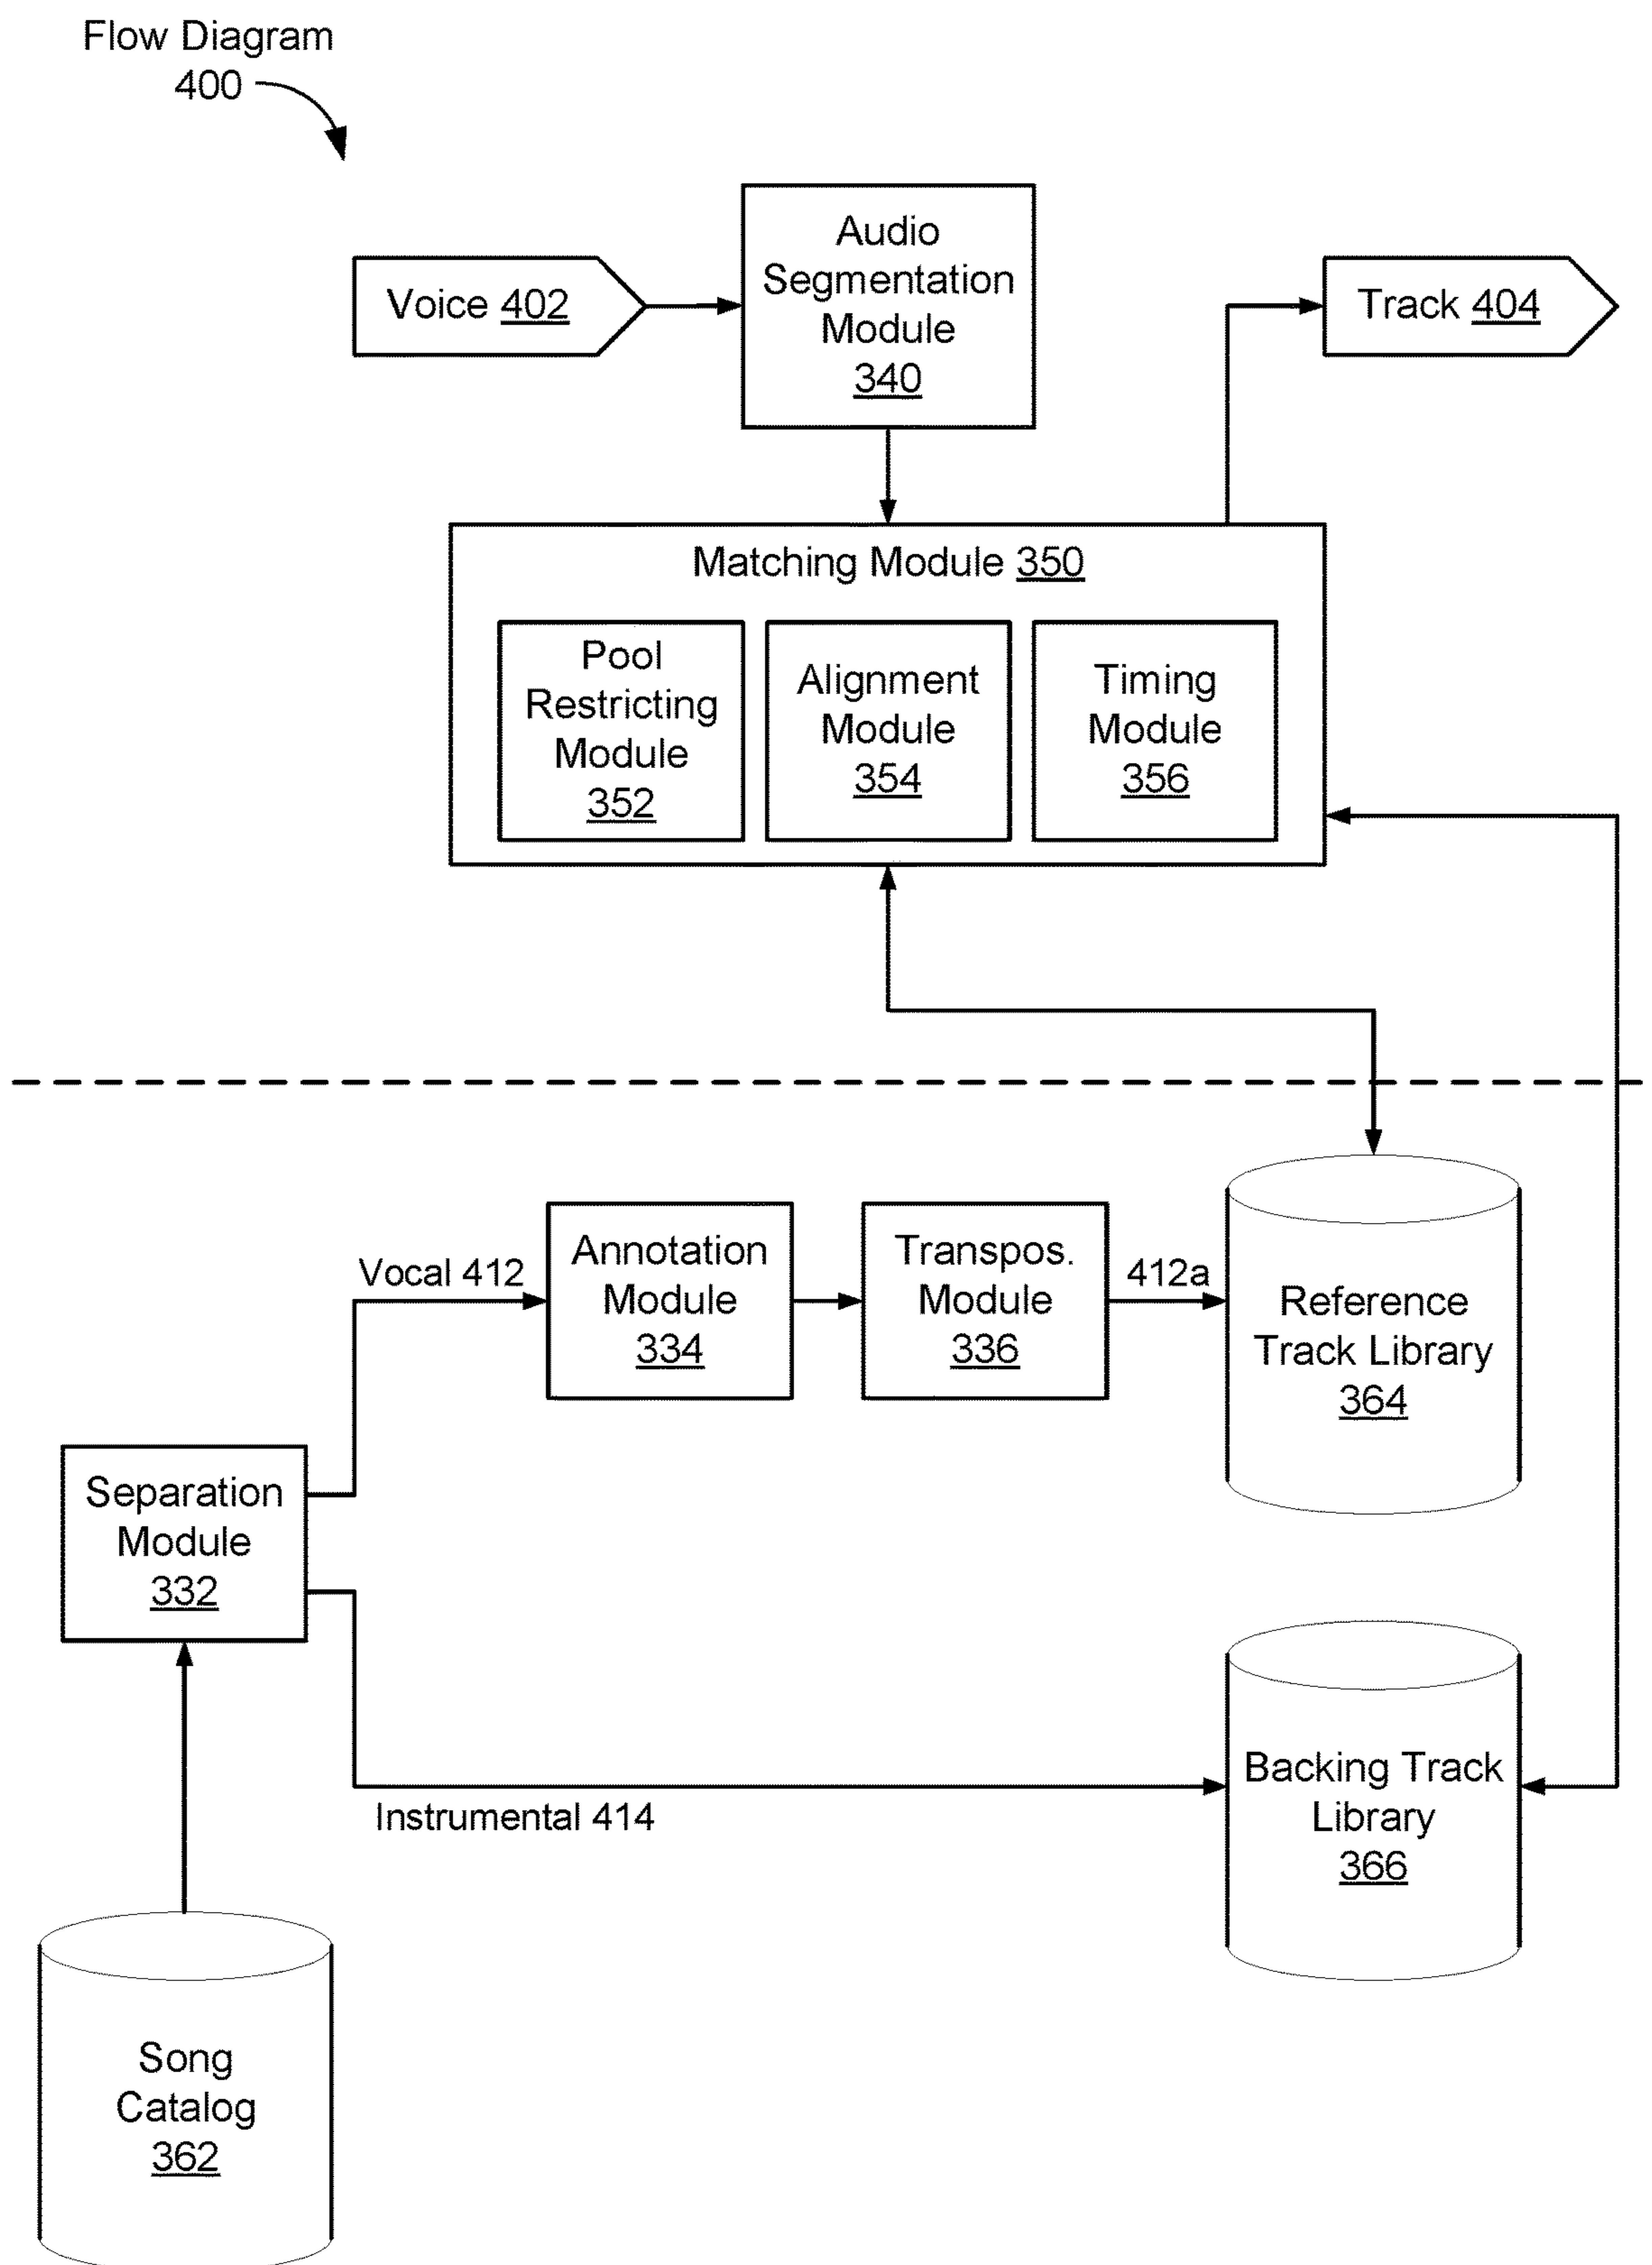 Flow Diagram
400
Audio
Segmentation
Module
340
Voice 402
Track 404
Matching Module 350
Pool
Restricting
Module
352
Alignment
Module
354
Timing
Module
356
Vocal 412
Annotation
Module
334
Transpos.
Module
336
412a
Reference
Track Library
364
Separation
Module
332
Instrumental 414
Backing Track
Library
366
Song
Catalog
362